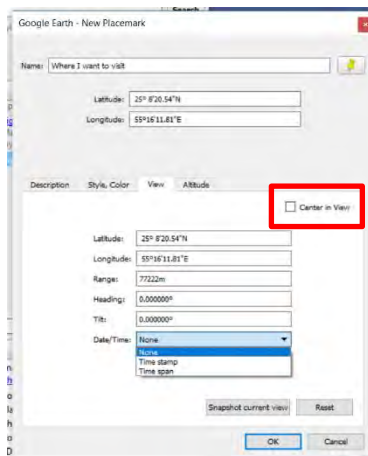 Search
Google Earth - New Placemark
Name: Where I want to visit
Latitude: 25° 8'20.54"N
Longitude: 55°16'11.81"E
Description Style, Color View Altitude
Center in View
Latitude: 25° 8'20.54"N
Longitude: 55°16'11.81"E
Range: 77222m
Heading: 0.000000°
Tilt: 0.000000°
Date/Time: None
None
Time stamp
Time span
Snapshot current view Reset
OK Cancel